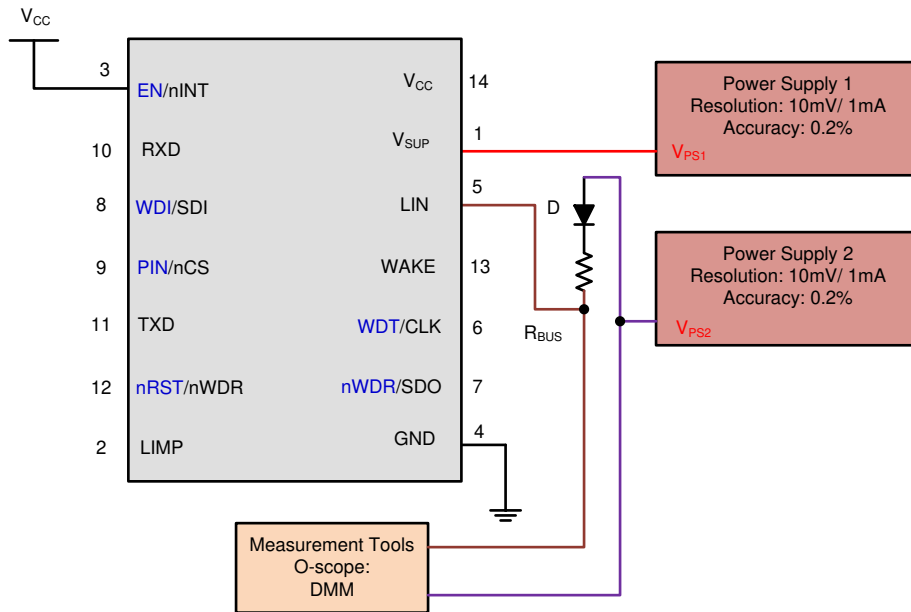 VCC
3
EN/nINT
VCC
14
10
RXD
VSUP
1
8
WDI/SDI
LIN
5
9
PIN/nCS
WAKE
13
11
TXD
WDT/CLK
6
12
nRST/nWDR
nWDR/SDO
7
2
LIMP
GND
4
D
RBUS
Power Supply 1
Resolution: 10mV/ 1mA
Accuracy: 0.2%
VPS1
Power Supply 2
Resolution: 10mV/ 1mA
Accuracy: 0.2%
VPS2
Measurement Tools
O-scope:
DMM